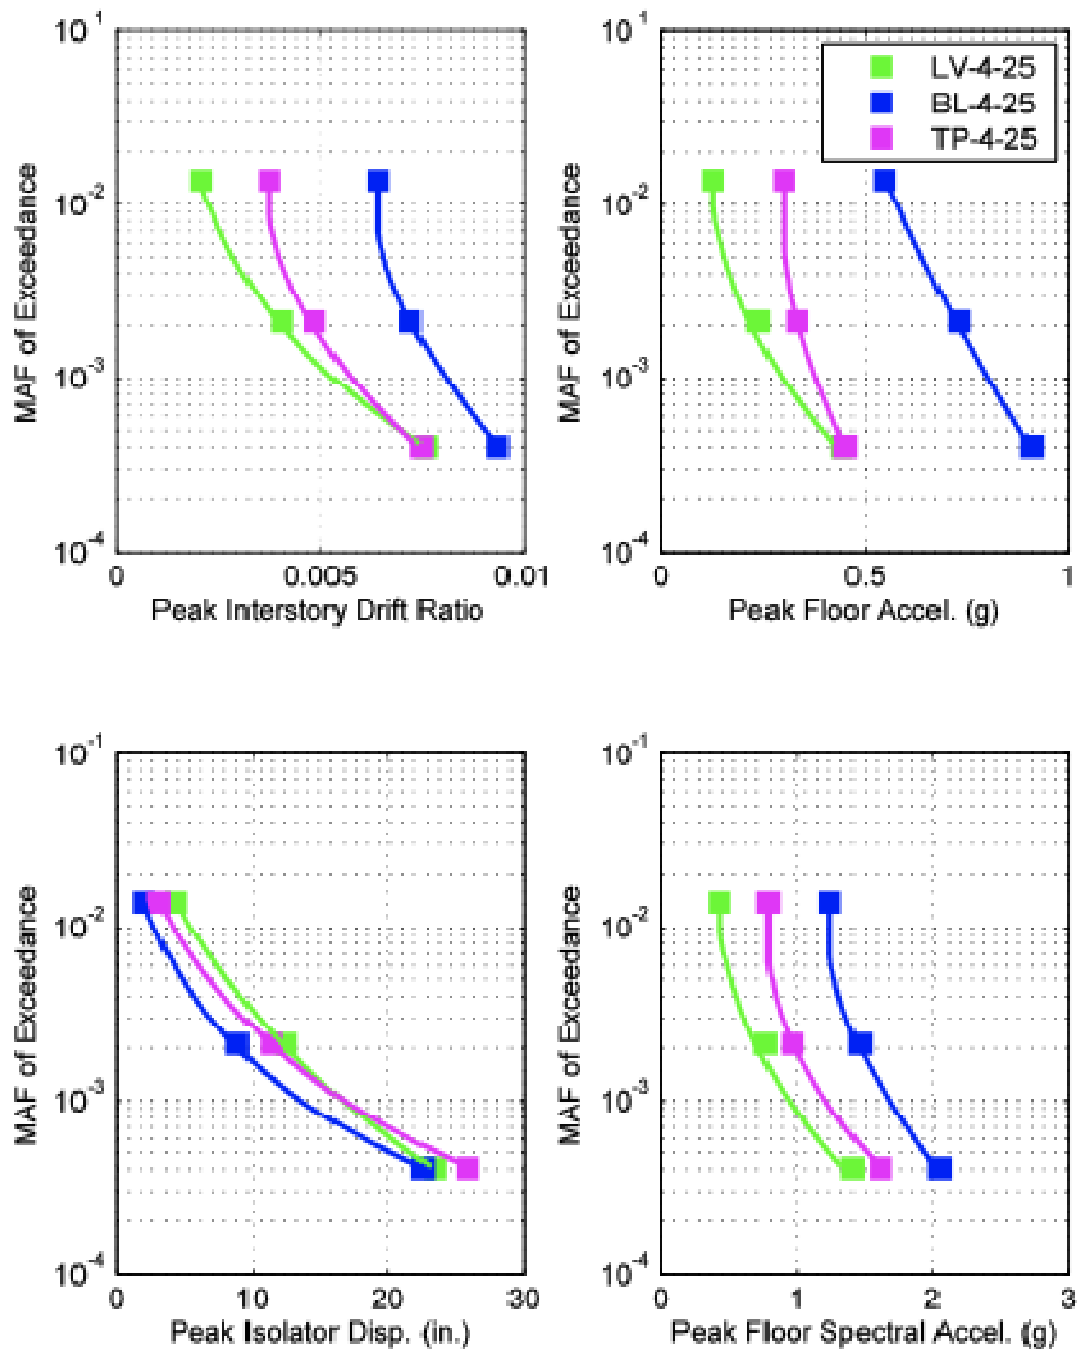 10^-1
10^-2
10^-3
10^-4
MAF of Exceedance
0
0.005
0.01
Peak Interstory Drift Ratio
10^-1
10^-2
10^-3
10^-4
MAF of Exceedance
LV-4-25
BL-4-25
TP-4-25
0
0.5
1
Peak Floor Accel. (g)
10^-1
10^-2
10^-3
10^-4
MAF of Exceedance
0
10
20
30
Peak Isolator Disp. (in.)
10^-1
10^-2
10^-3
10^-4
MAF of Exceedance
0
1
2
3
Peak Floor Spectral Accel. (g)